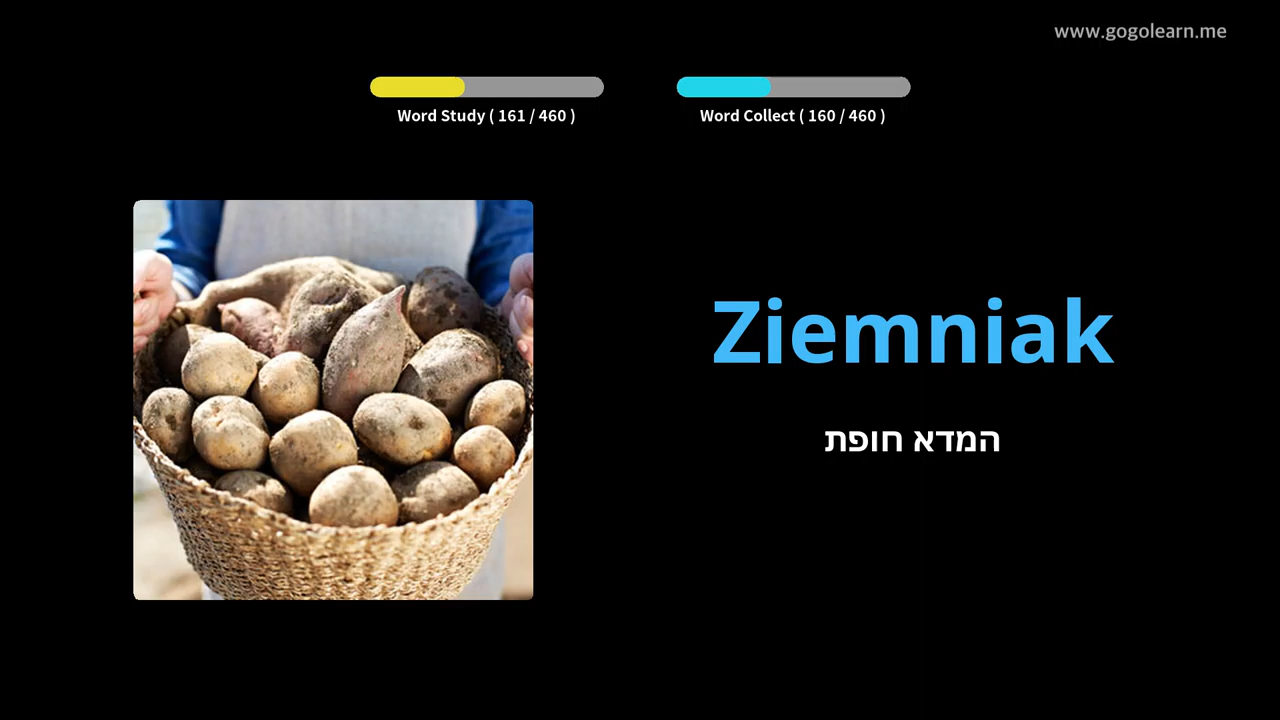 www.gogolearn.me
Word Study ( 161 / 460 )
Word Collect ( 160 / 460 )
Ziemniak
המדא חופת